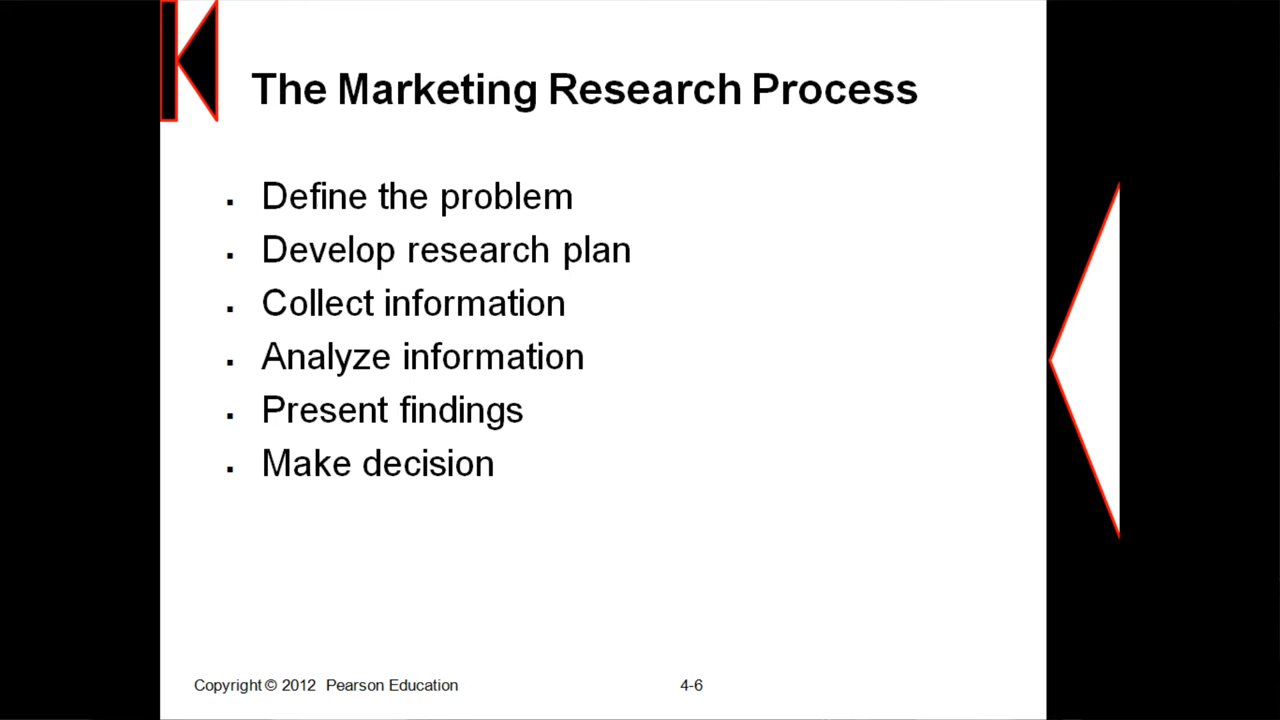 The Marketing Research Process
▪ Define the problem
▪ Develop research plan
▪ Collect information
▪ Analyze information
▪ Present findings
▪ Make decision
Copyright © 2012 Pearson Education 4-6